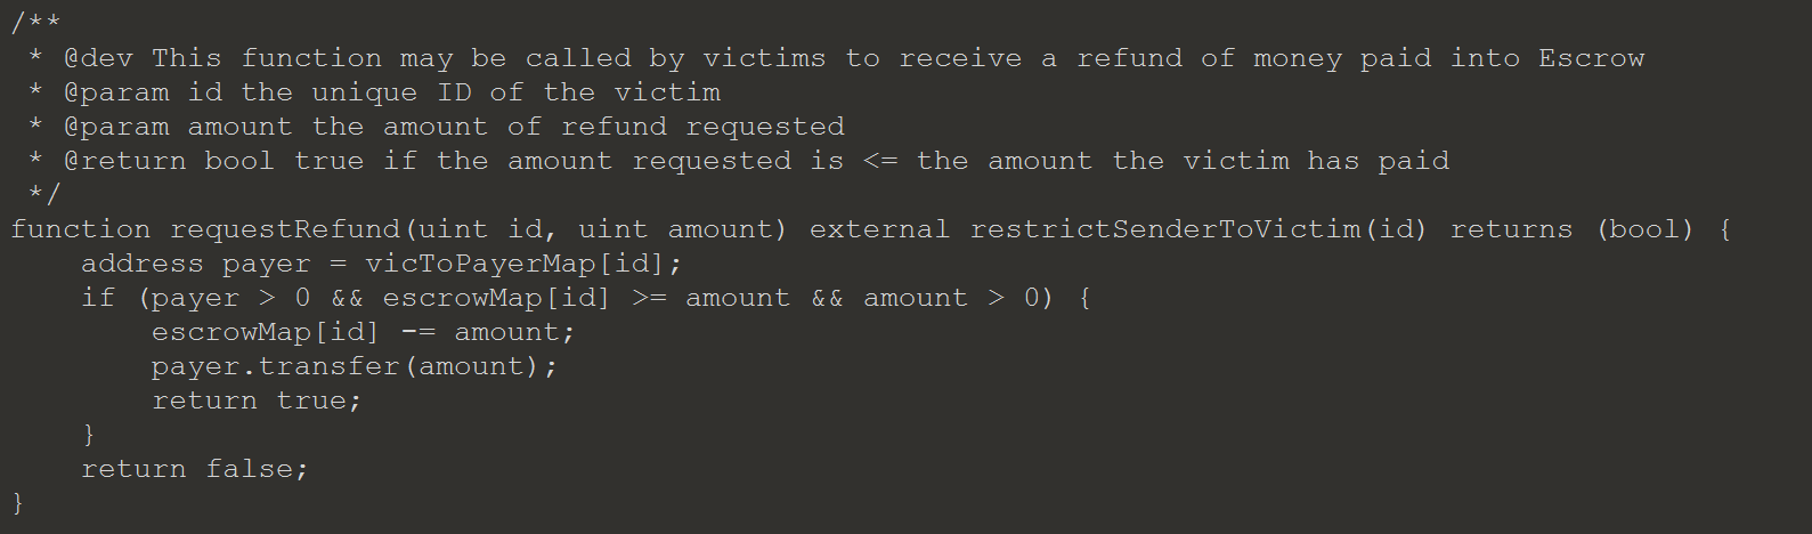 /**
 * @dev This function may be called by victims to receive a refund of money paid into Escrow
 * @param id the unique ID of the victim
 * @param amount the amount of refund requested
 * @return bool true if the amount requested is <= the amount the victim has paid
 */
function requestRefund(uint id, uint amount) external restrictSenderToVictim(id) returns (bool) {
    address payer = vicToPayerMap[id];
    if (payer > 0 && escrowMap[id] >= amount && amount > 0) {
        escrowMap[id] -= amount;
        payer.transfer(amount);
        return true;
    }
    return false;
}